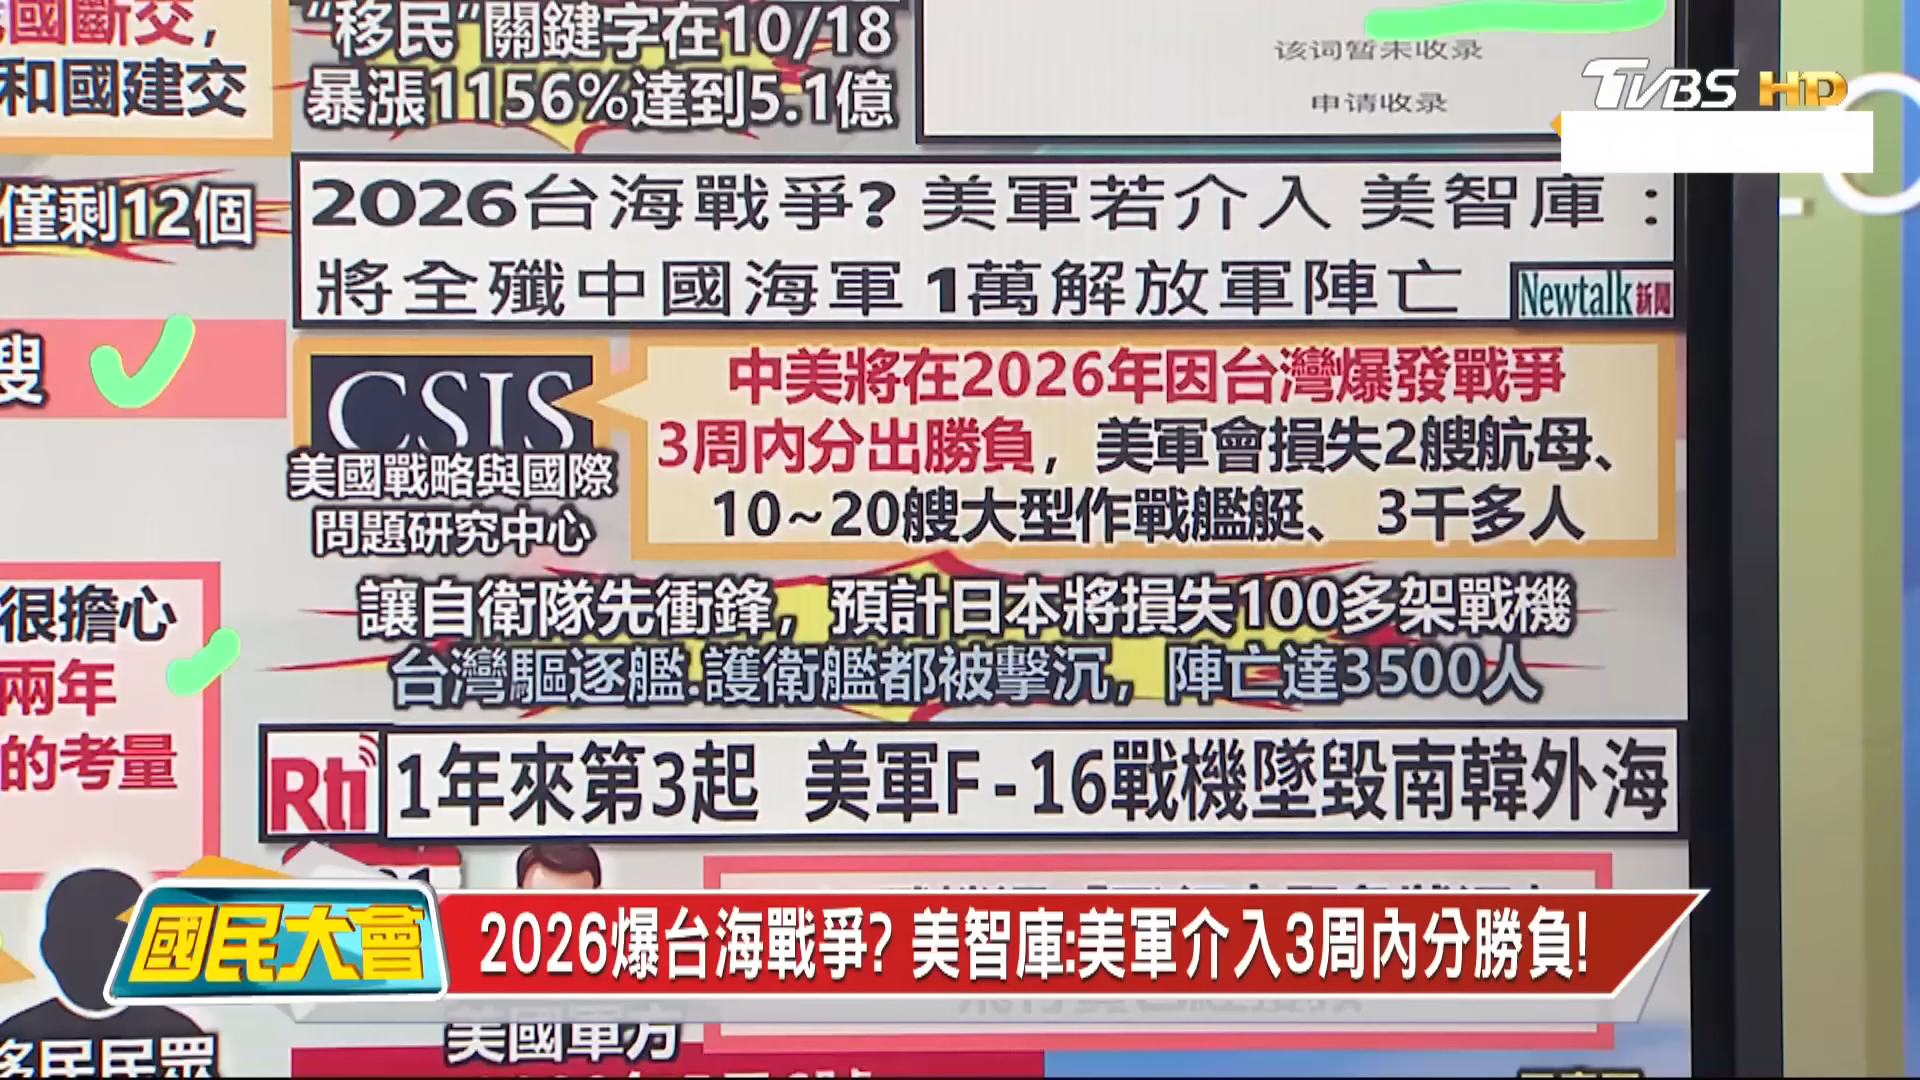 國斷交,
和國建交
僅剩12個
艘
很擔心
兩年
的考量
移民民眾
“移民”關鍵字在10/18
暴漲1156%達到5.1億
该词暂未收录
申请收录
TVBS HD
2026台海戰爭? 美軍若介入 美智庫：
將全殲中國海軍 1萬解放軍陣亡
Newtalk新聞
CSIS
美國戰略與國際
問題研究中心
中美將在2026年因台灣爆發戰爭
3周內分出勝負，美軍會損失2艘航母、
10~20艘大型作戰艦艇、3千多人
讓自衛隊先衝鋒，預計日本將損失100多架戰機
台灣驅逐艦.護衛艦都被擊沉，陣亡達3500人
Rti
1年來第3起 美軍F-16戰機墜毀南韓外海
國民大會
2026爆台海戰爭? 美智庫:美軍介入3周內分勝負!
美國軍方